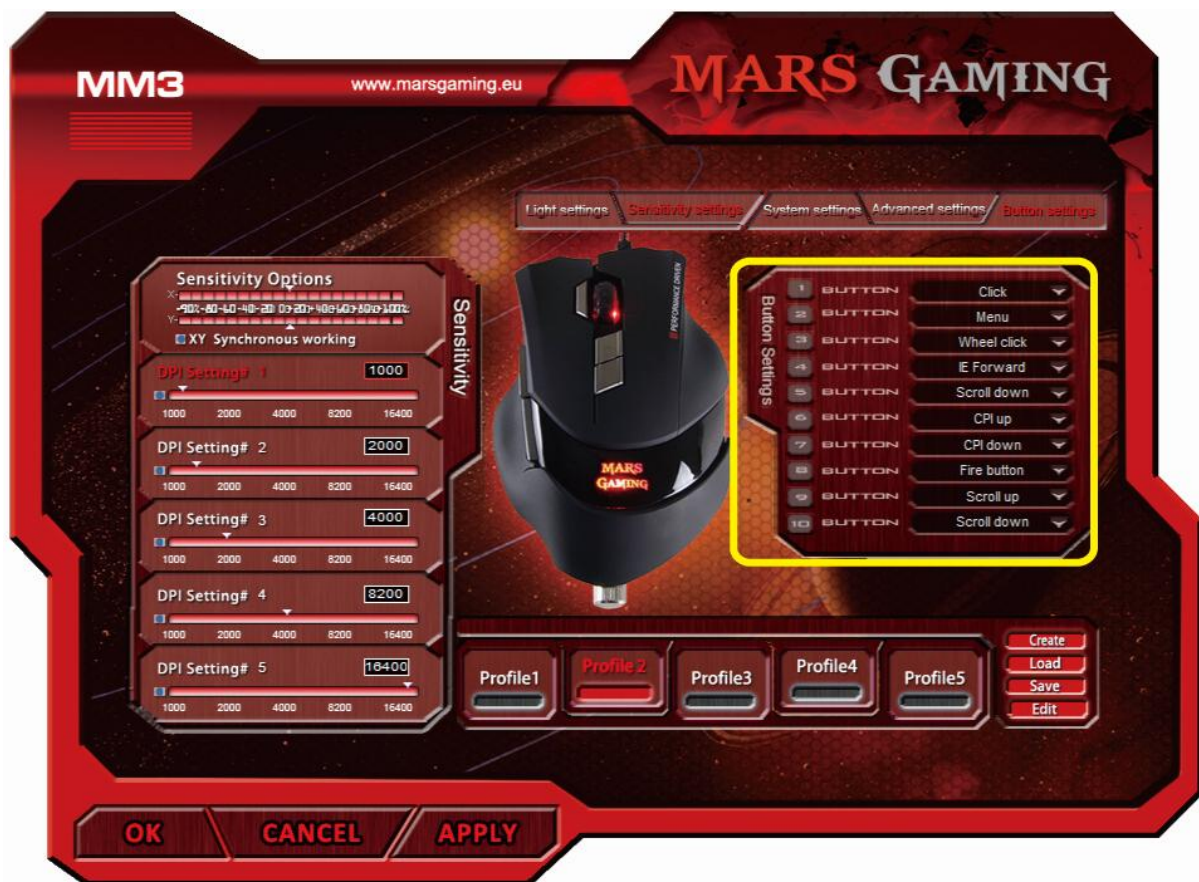 MM3
www.marsgaming.eu
MARS GAMING
Light settings
Sensitivity settings
System settings
Advanced settings
Button settings
Sensitivity Options
X-
Y-
XY Synchronous working
Sensitivity
DPI Setting# 1 1000
1000 2000 4000 8200 16400
DPI Setting# 2 2000
1000 2000 4000 8200 16400
DPI Setting# 3 4000
1000 2000 4000 8200 16400
DPI Setting# 4 8200
1000 2000 4000 8200 16400
DPI Setting# 5 16400
1000 2000 4000 8200 16400
PERFORMANCE DRIVEN
MARS
GAMING
Button Settings
1 BUTTON Click
2 BUTTON Menu
3 BUTTON Wheel click
4 BUTTON IE Forward
5 BUTTON Scroll down
6 BUTTON CPI up
7 BUTTON CPI down
8 BUTTON Fire button
9 BUTTON Scroll up
10 BUTTON Scroll down
Profile1
Profile 2
Profile3
Profile4
Profile5
Create
Load
Save
Edit
OK
CANCEL
APPLY